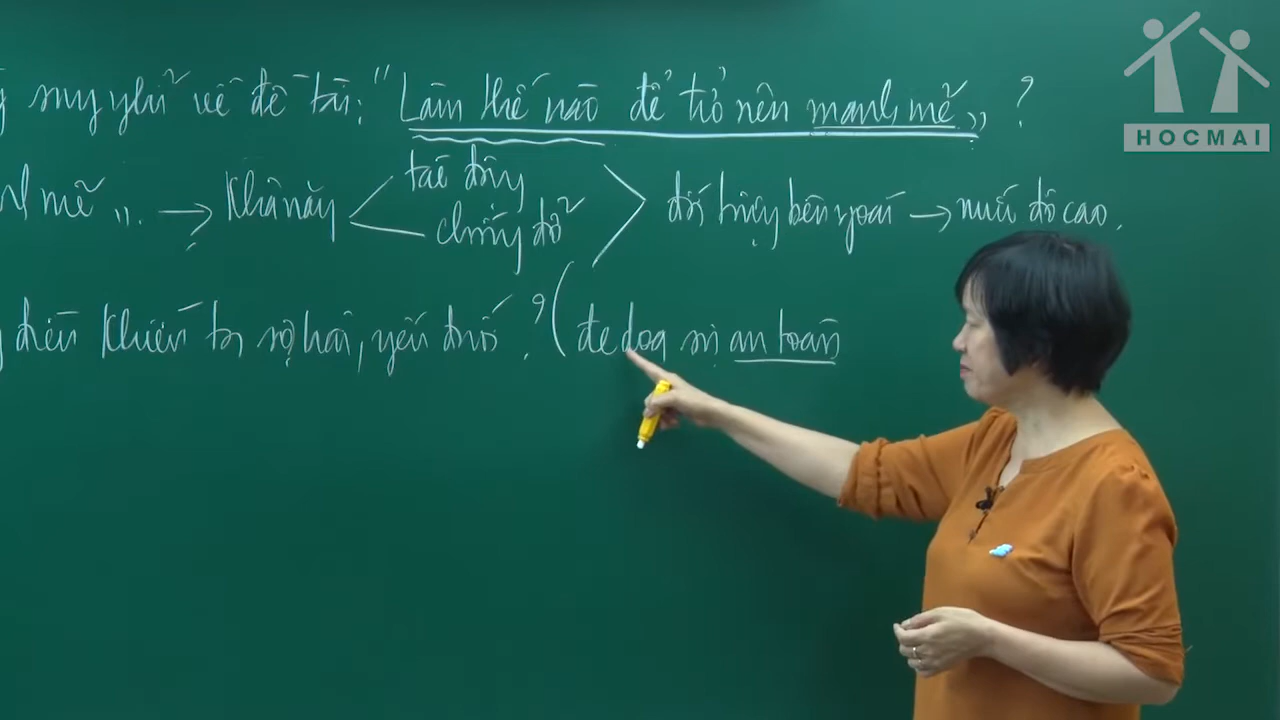 suy nghĩ về đề tài: "Làm thế nào để trở nên mạnh mẽ" ?
mẽ". → Khả năng < tác động
chống đỡ > đối tượng bên ngoài → mức độ cao.
điều khiến ta sợ hãi, yếu đuối ? (đe dọa sự an toàn
HOCMAI